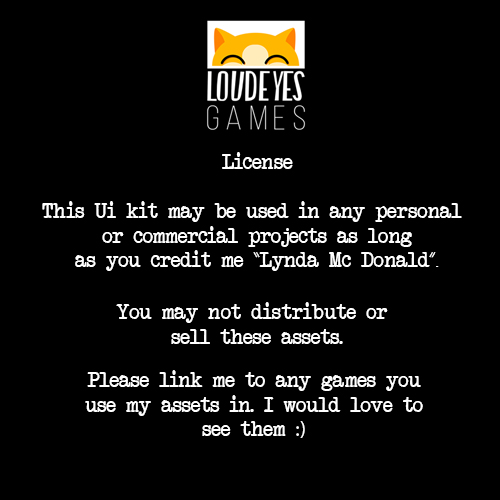 LOUDEYES
GAMES
License
This Ui kit may be used in any personal
or commercial projects as long
as you credit me "Lynda Mc Donald".
You may not distribute or
sell these assets.
Please link me to any games you
use my assets in. I would love to
see them :)